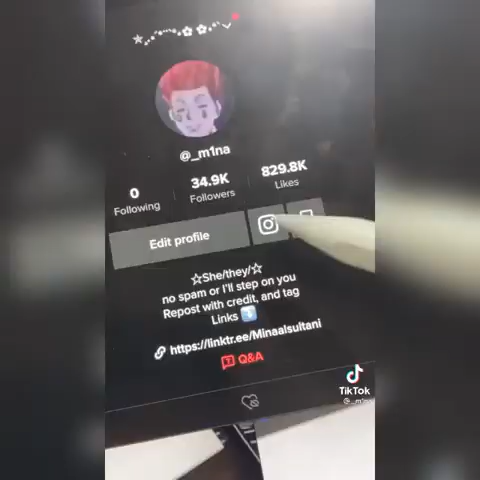 @_m1na
0 34.9K 829.8K
Following Followers Likes
Edit profile
☆She/they/☆
no spam or I'll step on you
Repost with credit, and tag
Links ⬇️
https://linktr.ee/Minaalsultani
Q&A
TikTok